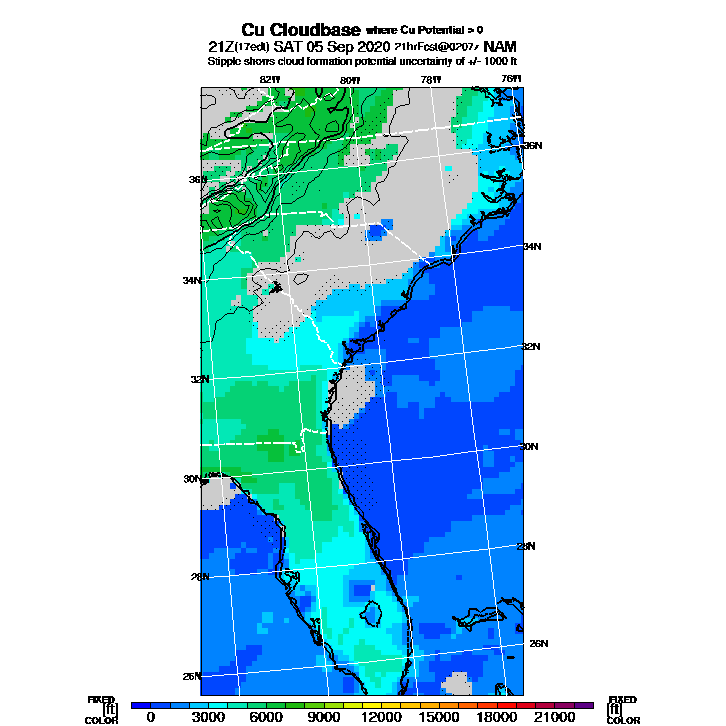 Cu Cloudbase where Cu Potential > 0
21Z(17edt) SAT 05 Sep 2020 21hrFcst@0207z NAM
Stipple shows cloud formation potential uncertainty of +/- 1000 ft
82W 80W 78W 76W
36N
36N
34N
34N
32N
32N
30N
30N
28N
28N
26N
26N
FIXED FIXED
[ft] [ft]
COLOR COLOR
0 3000 6000 9000 12000 15000 18000 21000